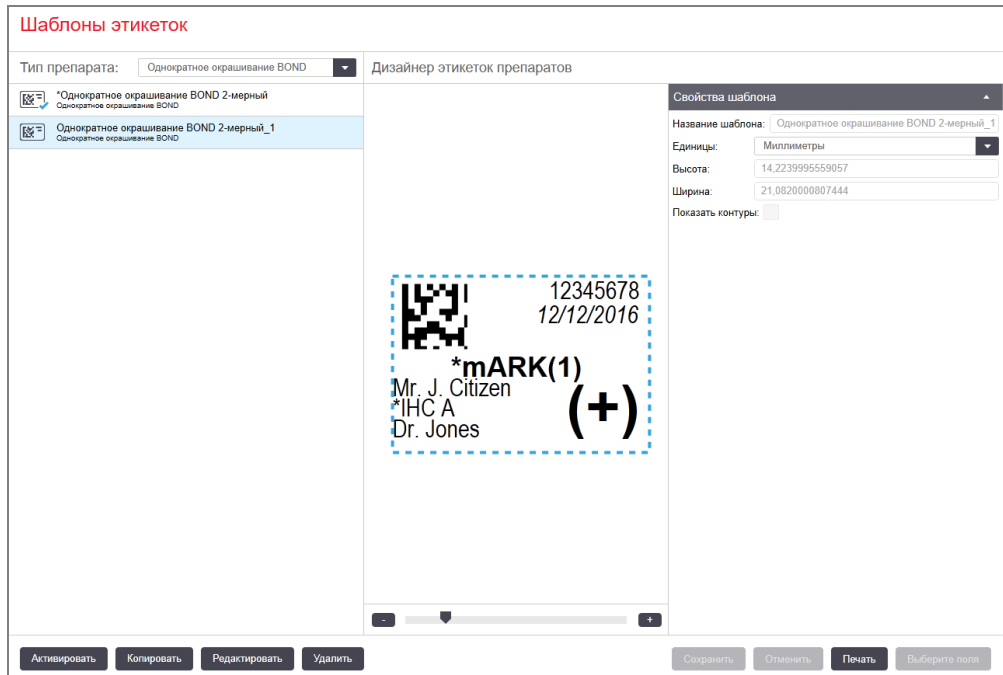 Шаблоны этикеток
Тип препарата: Однократное окрашивание BOND
Дизайнер этикеток препаратов
*Однократное окрашивание BOND 2-мерный
Однократное окрашивание BOND
Однократное окрашивание BOND 2-мерный_1
Однократное окрашивание BOND
12345678
12/12/2016
*mARK(1)
Mr. J. Citizen
*IHC A
(+)
Dr. Jones
- +
Свойства шаблона
Название шаблона: Однократное окрашивание BOND 2-мерный_1
Единицы: Миллиметры
Высота: 14,2239995559057
Ширина: 21,0820000807444
Показать контуры:
Активировать Копировать Редактировать Удалить
Сохранить Отменить Печать Выберите поля